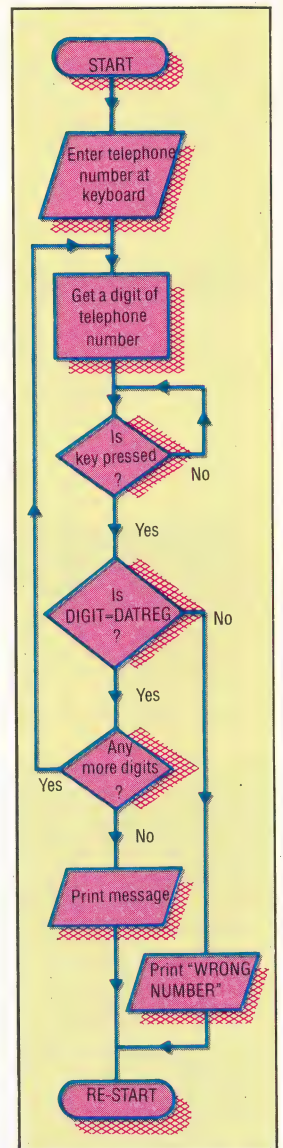 START
Enter telephone
number at
keyboard
Get a digit of
telephone
number
Is
key pressed
?
No
Yes
Is
DIGIT=DATREG
?
No
Yes
Any
more digits
?
Yes
No
Print message
Print "WRONG
NUMBER"
RE-START